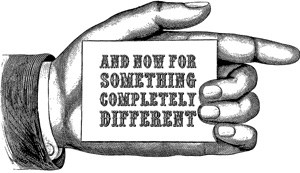 AND NOW FOR
SOMETHING
COMPLETELY
DIFFERENT